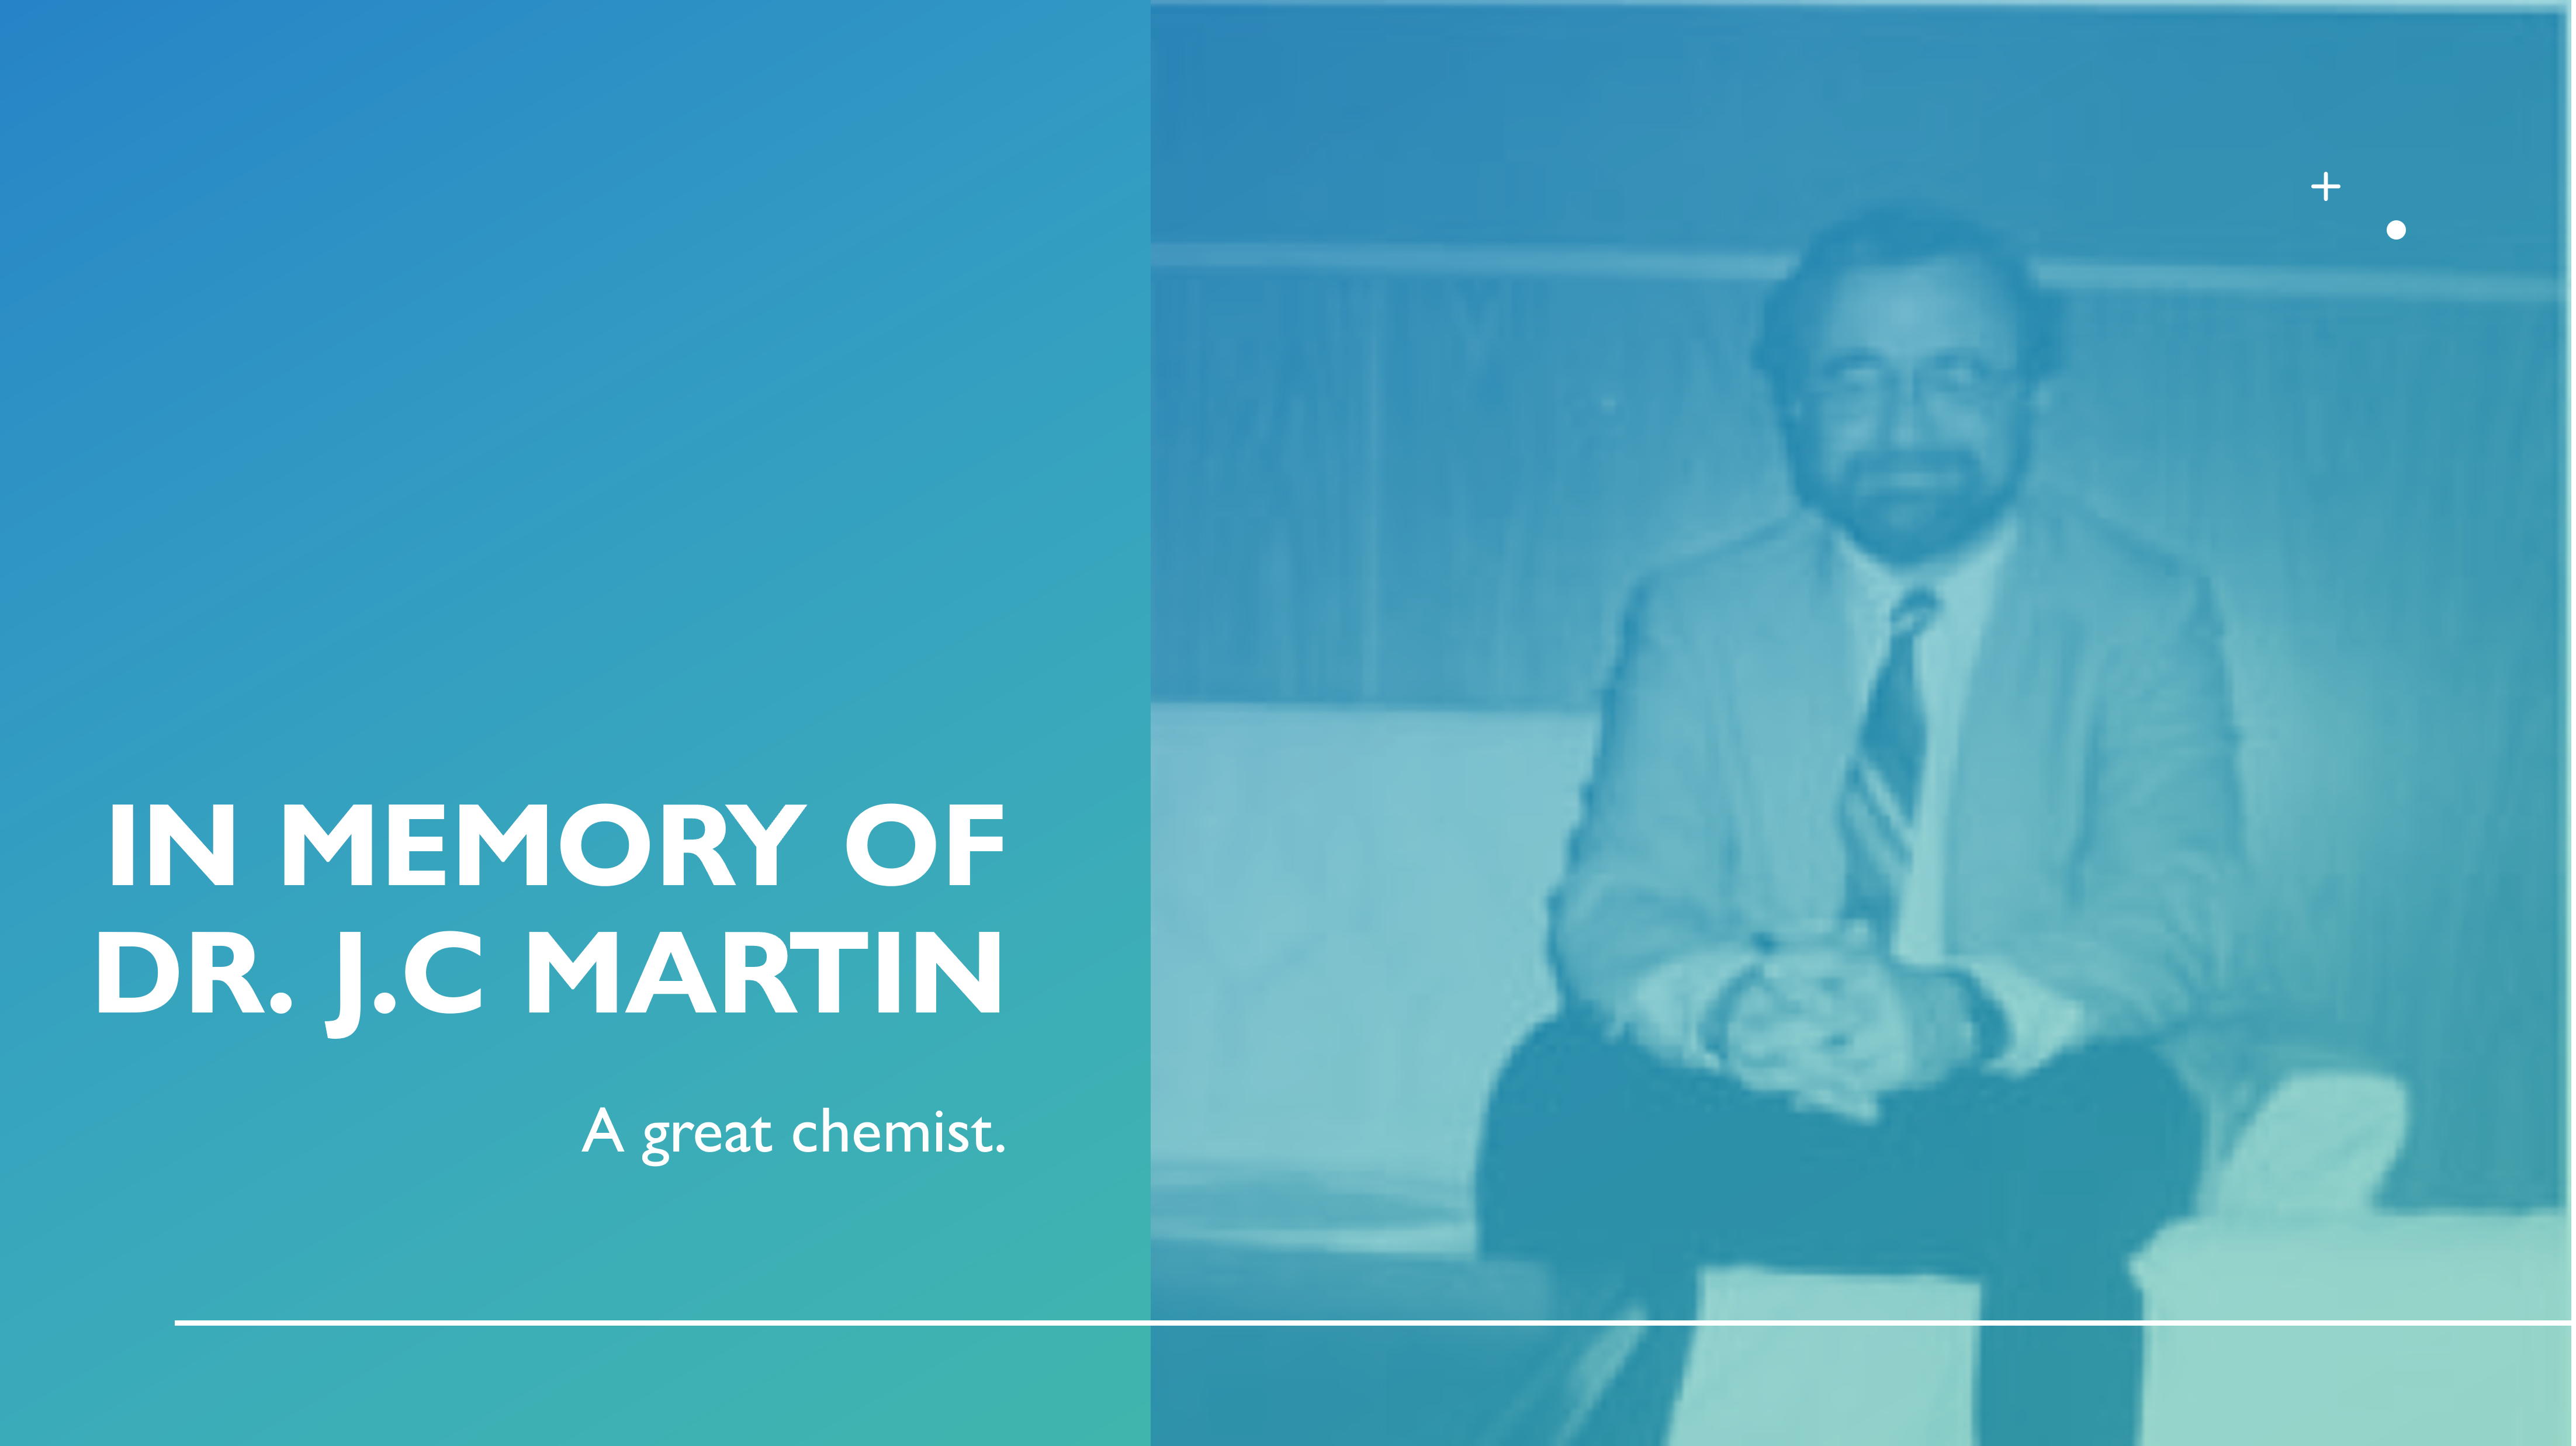 IN MEMORY OF
DR. J.C MARTIN
A great chemist.